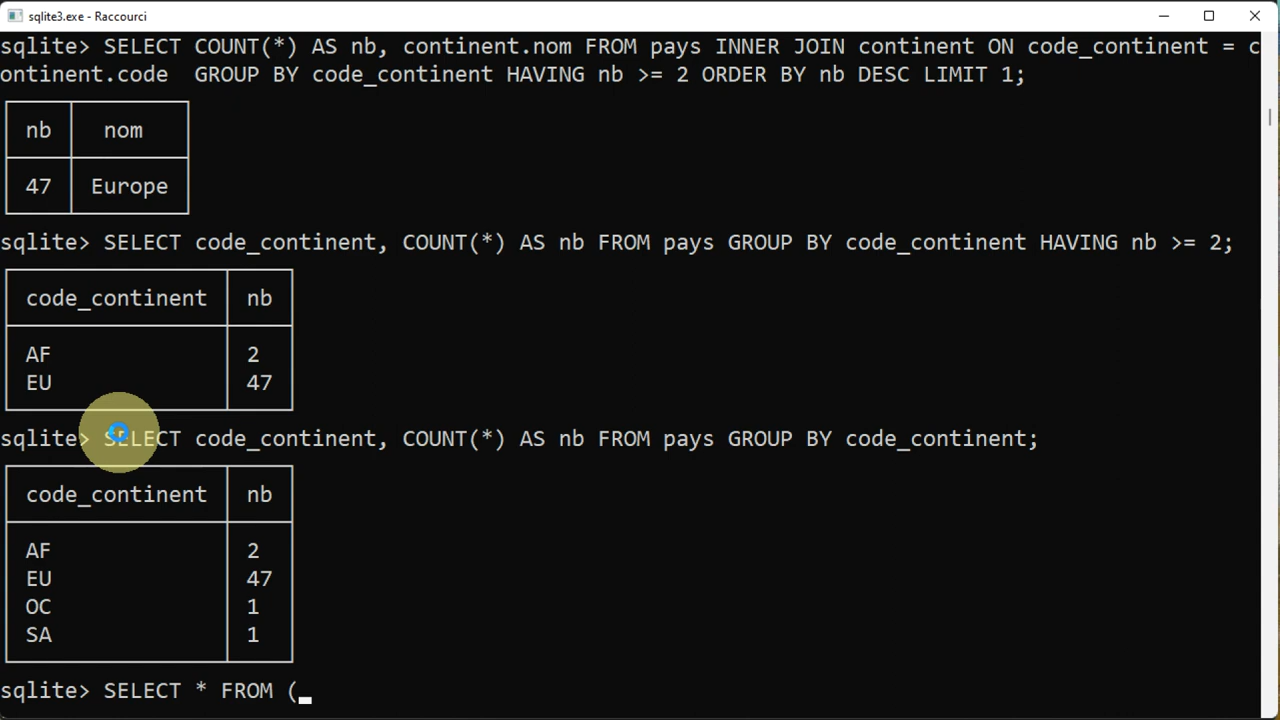 sqlite3.exe - Raccourci
sqlite> SELECT COUNT(*) AS nb, continent.nom FROM pays INNER JOIN continent ON code_continent = c
ontinent.code  GROUP BY code_continent HAVING nb >= 2 ORDER BY nb DESC LIMIT 1;
nb nom
47 Europe
sqlite> SELECT code_continent, COUNT(*) AS nb FROM pays GROUP BY code_continent HAVING nb >= 2;
code_continent nb
AF 2
EU 47
sqlite> SELECT code_continent, COUNT(*) AS nb FROM pays GROUP BY code_continent;
code_continent nb
AF 2
EU 47
OC 1
SA 1
sqlite> SELECT * FROM (